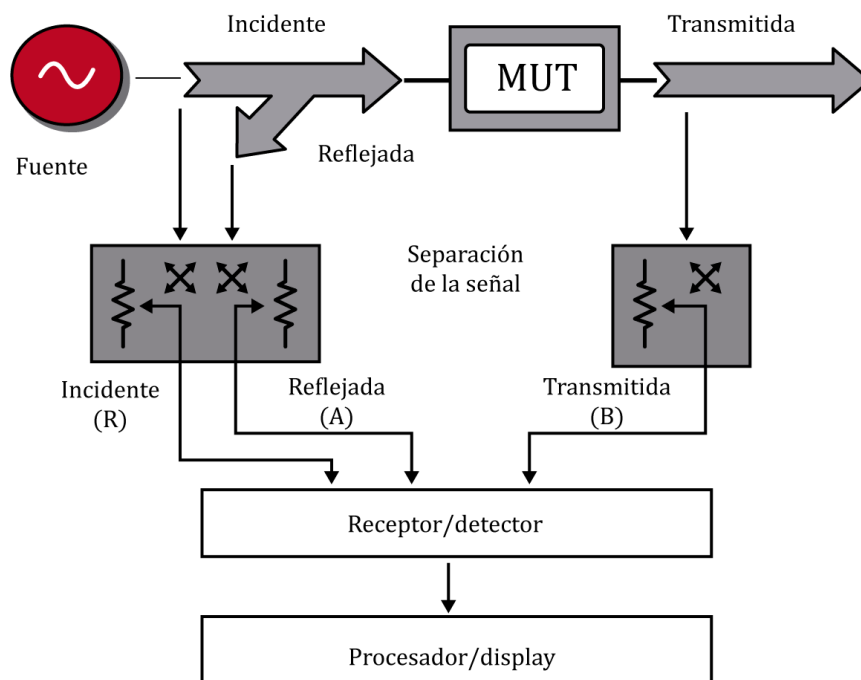 Incidente
Transmitida
MUT
Reflejada
Fuente
Separación
de la señal
Incidente
(R)
Reflejada
(A)
Transmitida
(B)
Receptor/detector
Procesador/display